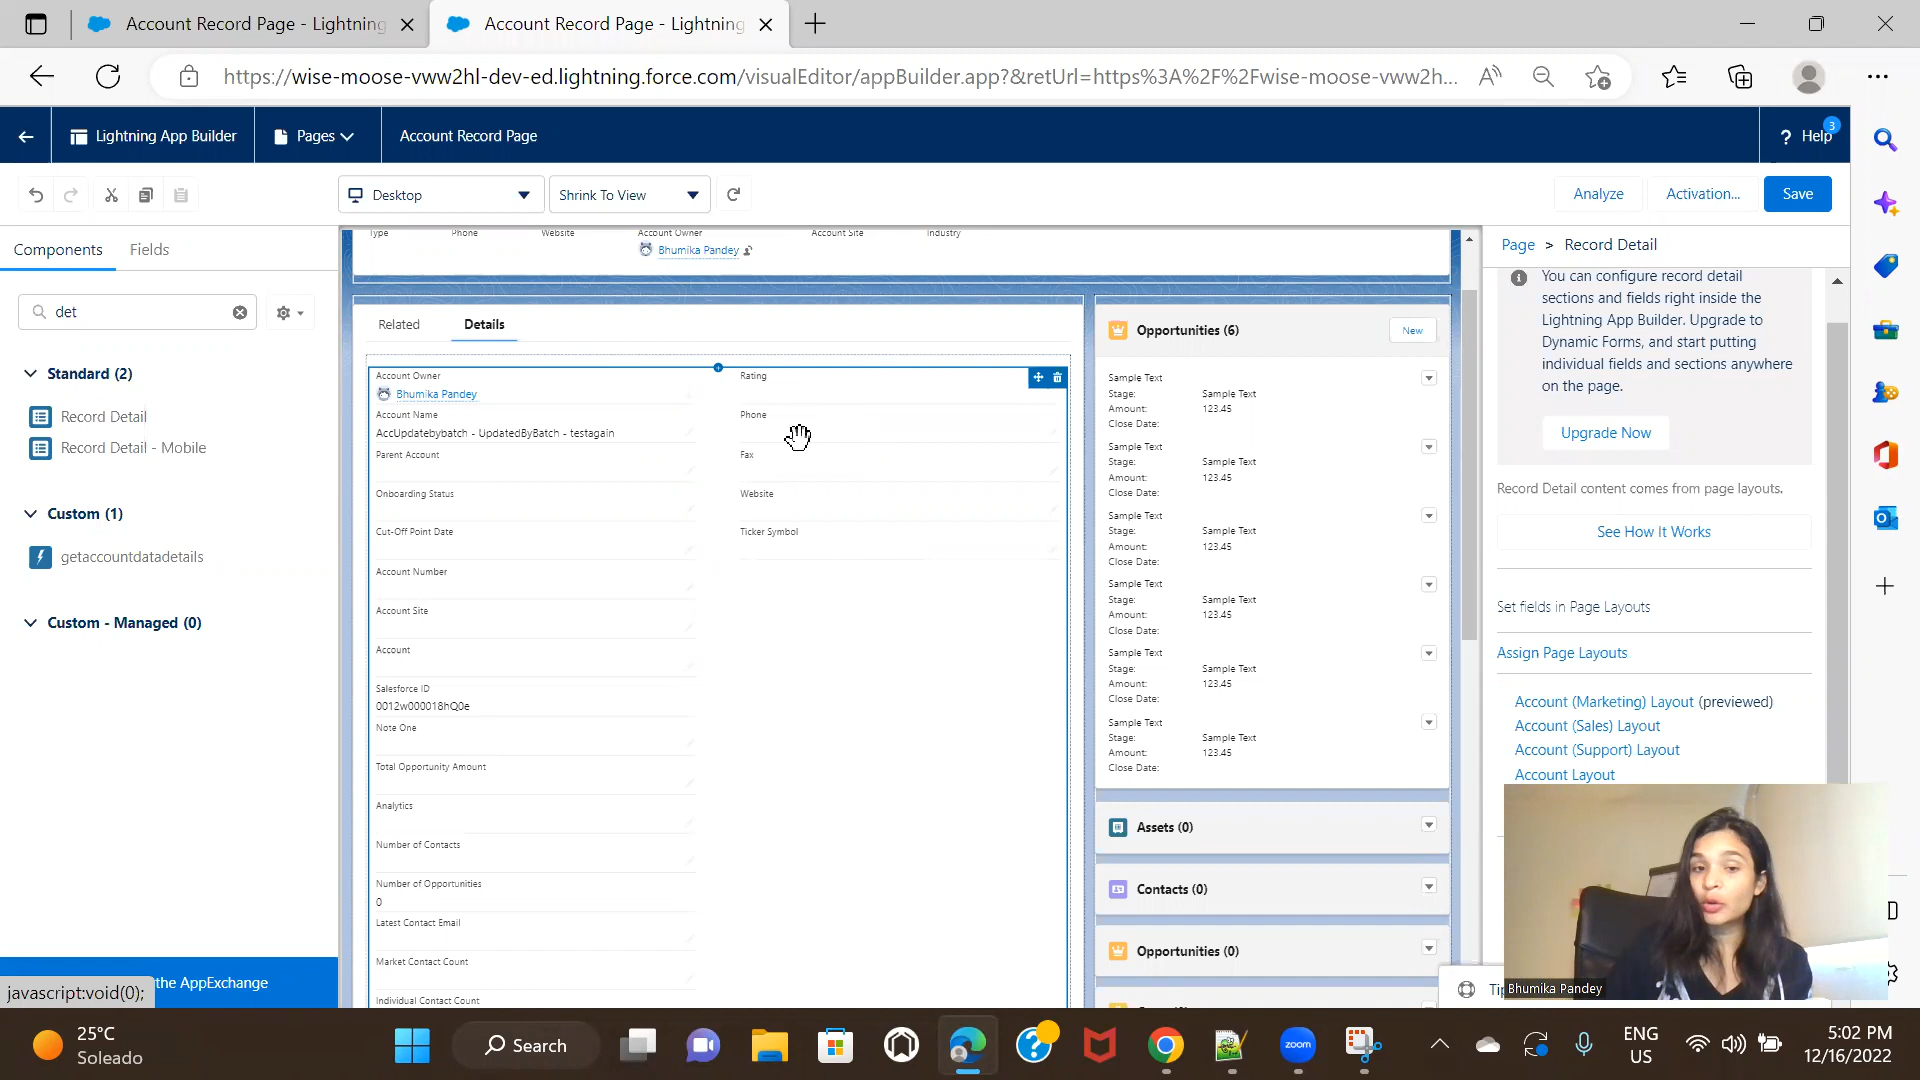 Account Record Page - Lightning
Account Record Page - Lightning
https://wise-moose-vww2hl-dev-ed.lightning.force.com/visualEditor/appBuilder.app?&retUrl=https%3A%2F%2Fwise-moose-vww2h...
Lightning App Builder
Pages
Account Record Page
? Help
3
Desktop
Shrink To View
Analyze
Activation...
Save
Components
Fields
det
Standard (2)
Record Detail
Record Detail - Mobile
Custom (1)
getaccountdatadetails
Custom - Managed (0)
the AppExchange
javascript:void(0);
Type
Phone
Website
Account Owner
Account Site
Industry
Bhumika Pandey
Related
Details
Account Owner
Bhumika Pandey
Account Name
AccUpdatebybatch - UpdatedByBatch - testagain
Parent Account
Onboarding Status
Cut-Off Point Date
Account Number
Account Site
Account
Salesforce ID
0012w000018hQ0e
Note One
Total Opportunity Amount
Analytics
Number of Contacts
Number of Opportunities
0
Latest Contact Email
Market Contact Count
Individual Contact Count
Rating
Phone
Fax
Website
Ticker Symbol
Opportunities (6)
New
Sample Text
Stage: Sample Text
Amount: 123.45
Close Date:
Sample Text
Stage: Sample Text
Amount: 123.45
Close Date:
Sample Text
Stage: Sample Text
Amount: 123.45
Close Date:
Sample Text
Stage: Sample Text
Amount: 123.45
Close Date:
Sample Text
Stage: Sample Text
Amount: 123.45
Close Date:
Sample Text
Stage: Sample Text
Amount: 123.45
Close Date:
Assets (0)
Contacts (0)
Opportunities (0)
Page > Record Detail
You can configure record detail
sections and fields right inside the
Lightning App Builder. Upgrade to
Dynamic Forms, and start putting
individual fields and sections anywhere
on the page.
Upgrade Now
Record Detail content comes from page layouts.
See How It Works
Set fields in Page Layouts
Assign Page Layouts
Account (Marketing) Layout (previewed)
Account (Sales) Layout
Account (Support) Layout
Account Layout
Bhumika Pandey
25°C
Soleado
Search
zoom
ENG
US
5:02 PM
12/16/2022